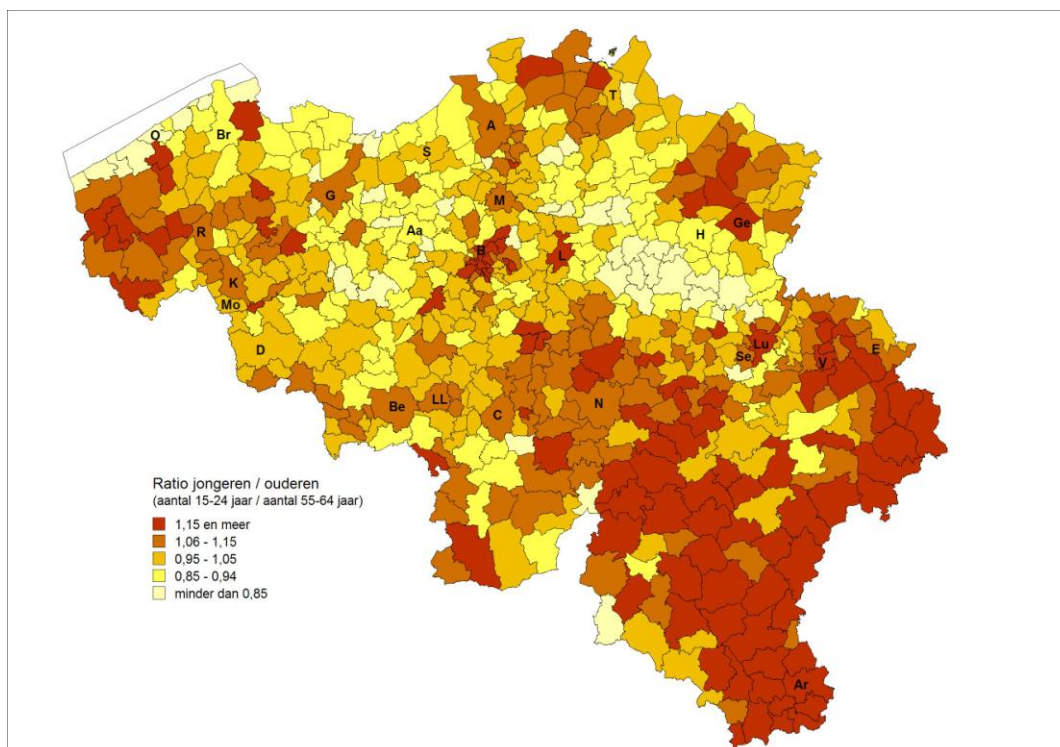 T
A
O
Br
S
G
M
Ge
R
Aa
H
B
L
K
Mo
D
Lu
E
Se
V
Be
LL
N
C
Ratio jongeren / ouderen
(aantal 15-24 jaar / aantal 55-64 jaar)
1,15 en meer
1,06 - 1,15
0,95 - 1,05
0,85 - 0,94
minder dan 0,85
Ar